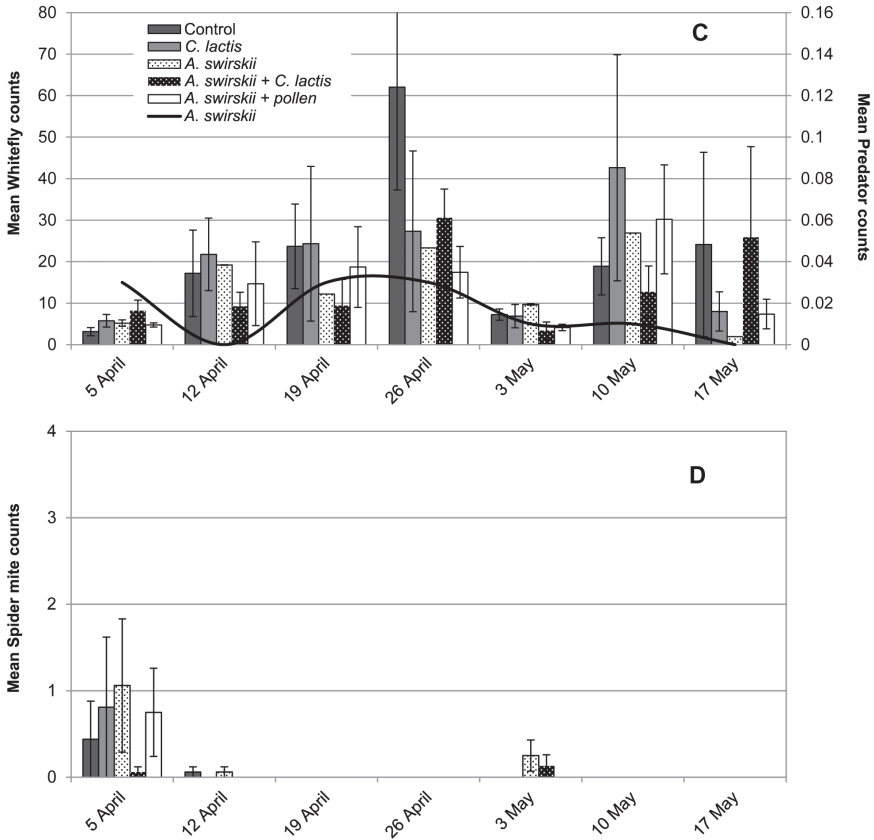 80
70
60
50
40
30
20
10
0
Mean Whitefly counts
Control
C. lactis
A. swirskii
A. swirskii + C. lactis
A. swirskii + pollen
A. swirskii
C
0.16
0.14
0.12
0.1
0.08
0.06
0.04
0.02
0
Mean Predator counts
5 April
12 April
19 April
26 April
3 May
10 May
17 May
4
3
2
1
0
Mean Spider mite counts
D
5 April
12 April
19 April
26 April
3 May
10 May
17 May